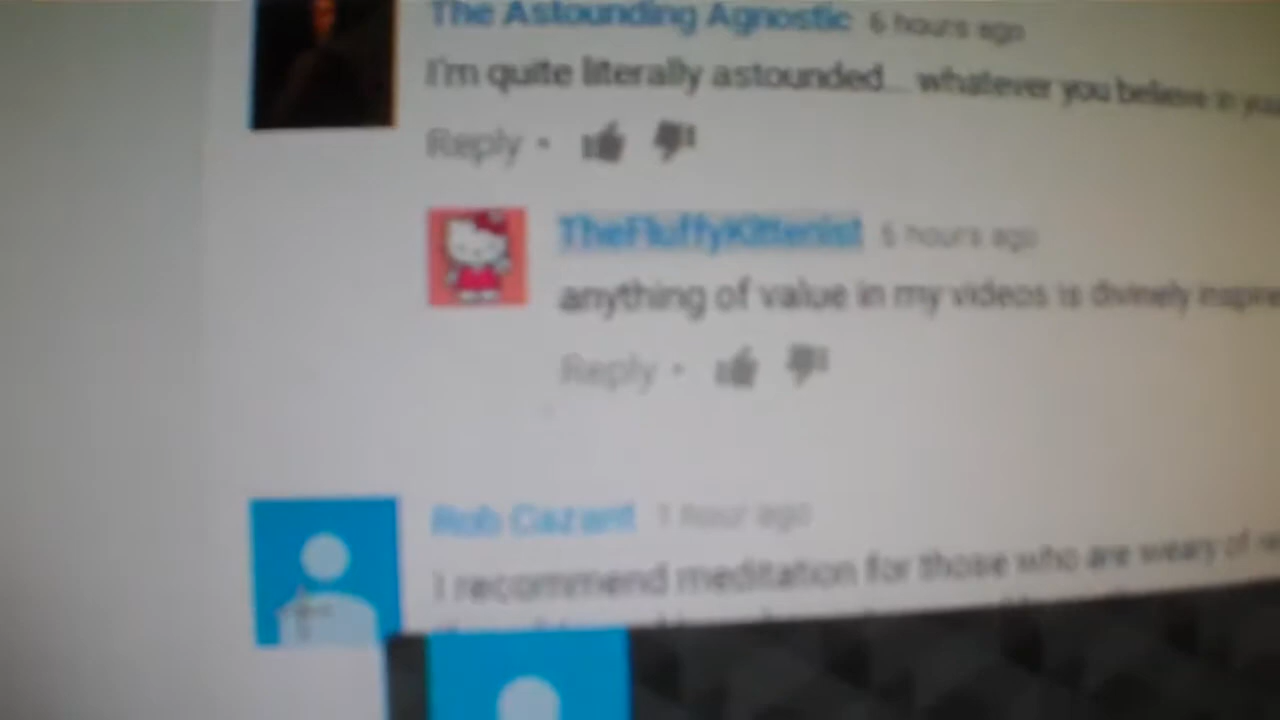 The Astounding Agnostic 6 hours ago
I'm quite literally astounded... whatever you believe in
Reply •
TheFluffyKittenist 6 hours ago
anything of value in my videos is divinely
Reply •
Rob Cazant 1 hour ago
I recommend meditation for those who are weary of